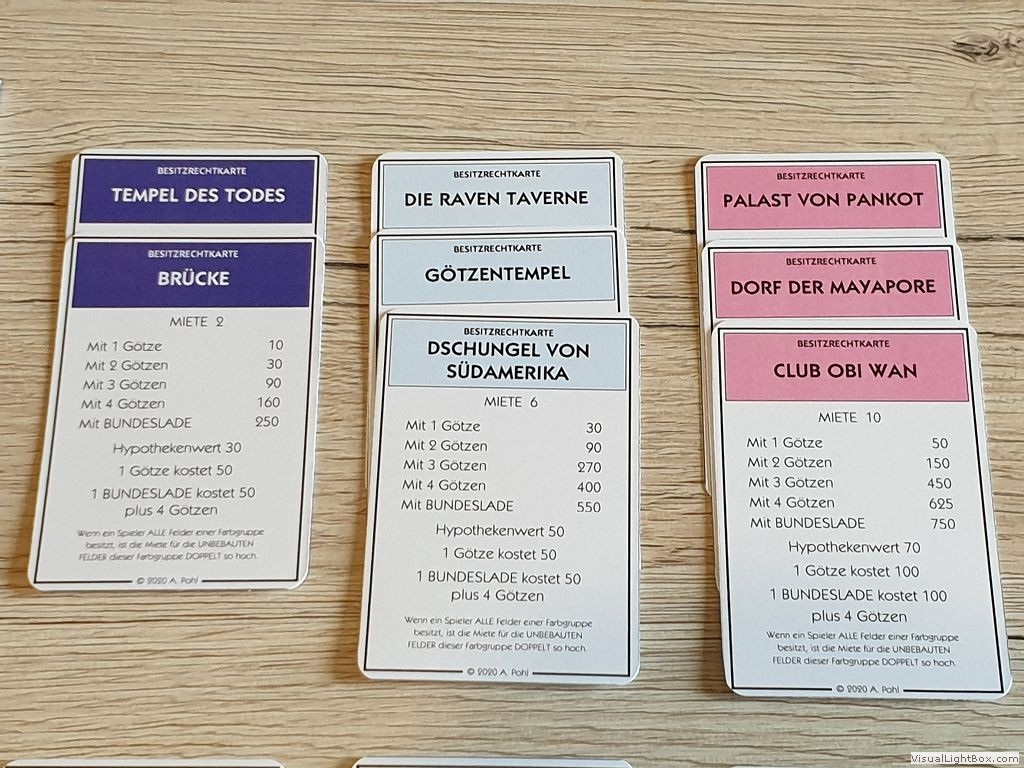 BESITZRECHTKARTE
TEMPEL DES TODES
BESITZRECHTKARTE
BRÜCKE
MIETE 2
Mit 1 Götze 10
Mit 2 Götzen 30
Mit 3 Götzen 90
Mit 4 Götzen 160
Mit BUNDESLADE 250
Hypothekenwert 30
1 Götze kostet 50
1 BUNDESLADE kostet 50
plus 4 Götzen
Wenn ein Spieler ALLE Felder einer Farbgruppe
besitzt, ist die Miete für die UNBEBAUTEN
FELDER dieser Farbgruppe DOPPELT so hoch.
© 2020 A. Pohl
BESITZRECHTKARTE
DIE RAVEN TAVERNE
BESITZRECHTKARTE
GÖTZENTEMPEL
BESITZRECHTKARTE
DSCHUNGEL VON
SÜDAMERIKA
MIETE 6
Mit 1 Götze 30
Mit 2 Götzen 90
Mit 3 Götzen 270
Mit 4 Götzen 400
Mit BUNDESLADE 550
Hypothekenwert 50
1 Götze kostet 50
1 BUNDESLADE kostet 50
plus 4 Götzen
Wenn ein Spieler ALLE Felder einer Farbgruppe
besitzt, ist die Miete für die UNBEBAUTEN
FELDER dieser Farbgruppe DOPPELT so hoch.
© 2020 A. Pohl
BESITZRECHTKARTE
PALAST VON PANKOT
BESITZRECHTKARTE
DORF DER MAYAPORE
BESITZRECHTKARTE
CLUB OBI WAN
MIETE 10
Mit 1 Götze 50
Mit 2 Götzen 150
Mit 3 Götzen 450
Mit 4 Götzen 625
Mit BUNDESLADE 750
Hypothekenwert 70
1 Götze kostet 100
1 BUNDESLADE kostet 100
plus 4 Götzen
Wenn ein Spieler ALLE Felder einer Farbgruppe
besitzt, ist die Miete für die UNBEBAUTEN
FELDER dieser Farbgruppe DOPPELT so hoch.
© 2020 A. Pohl
VisualLightBox.com